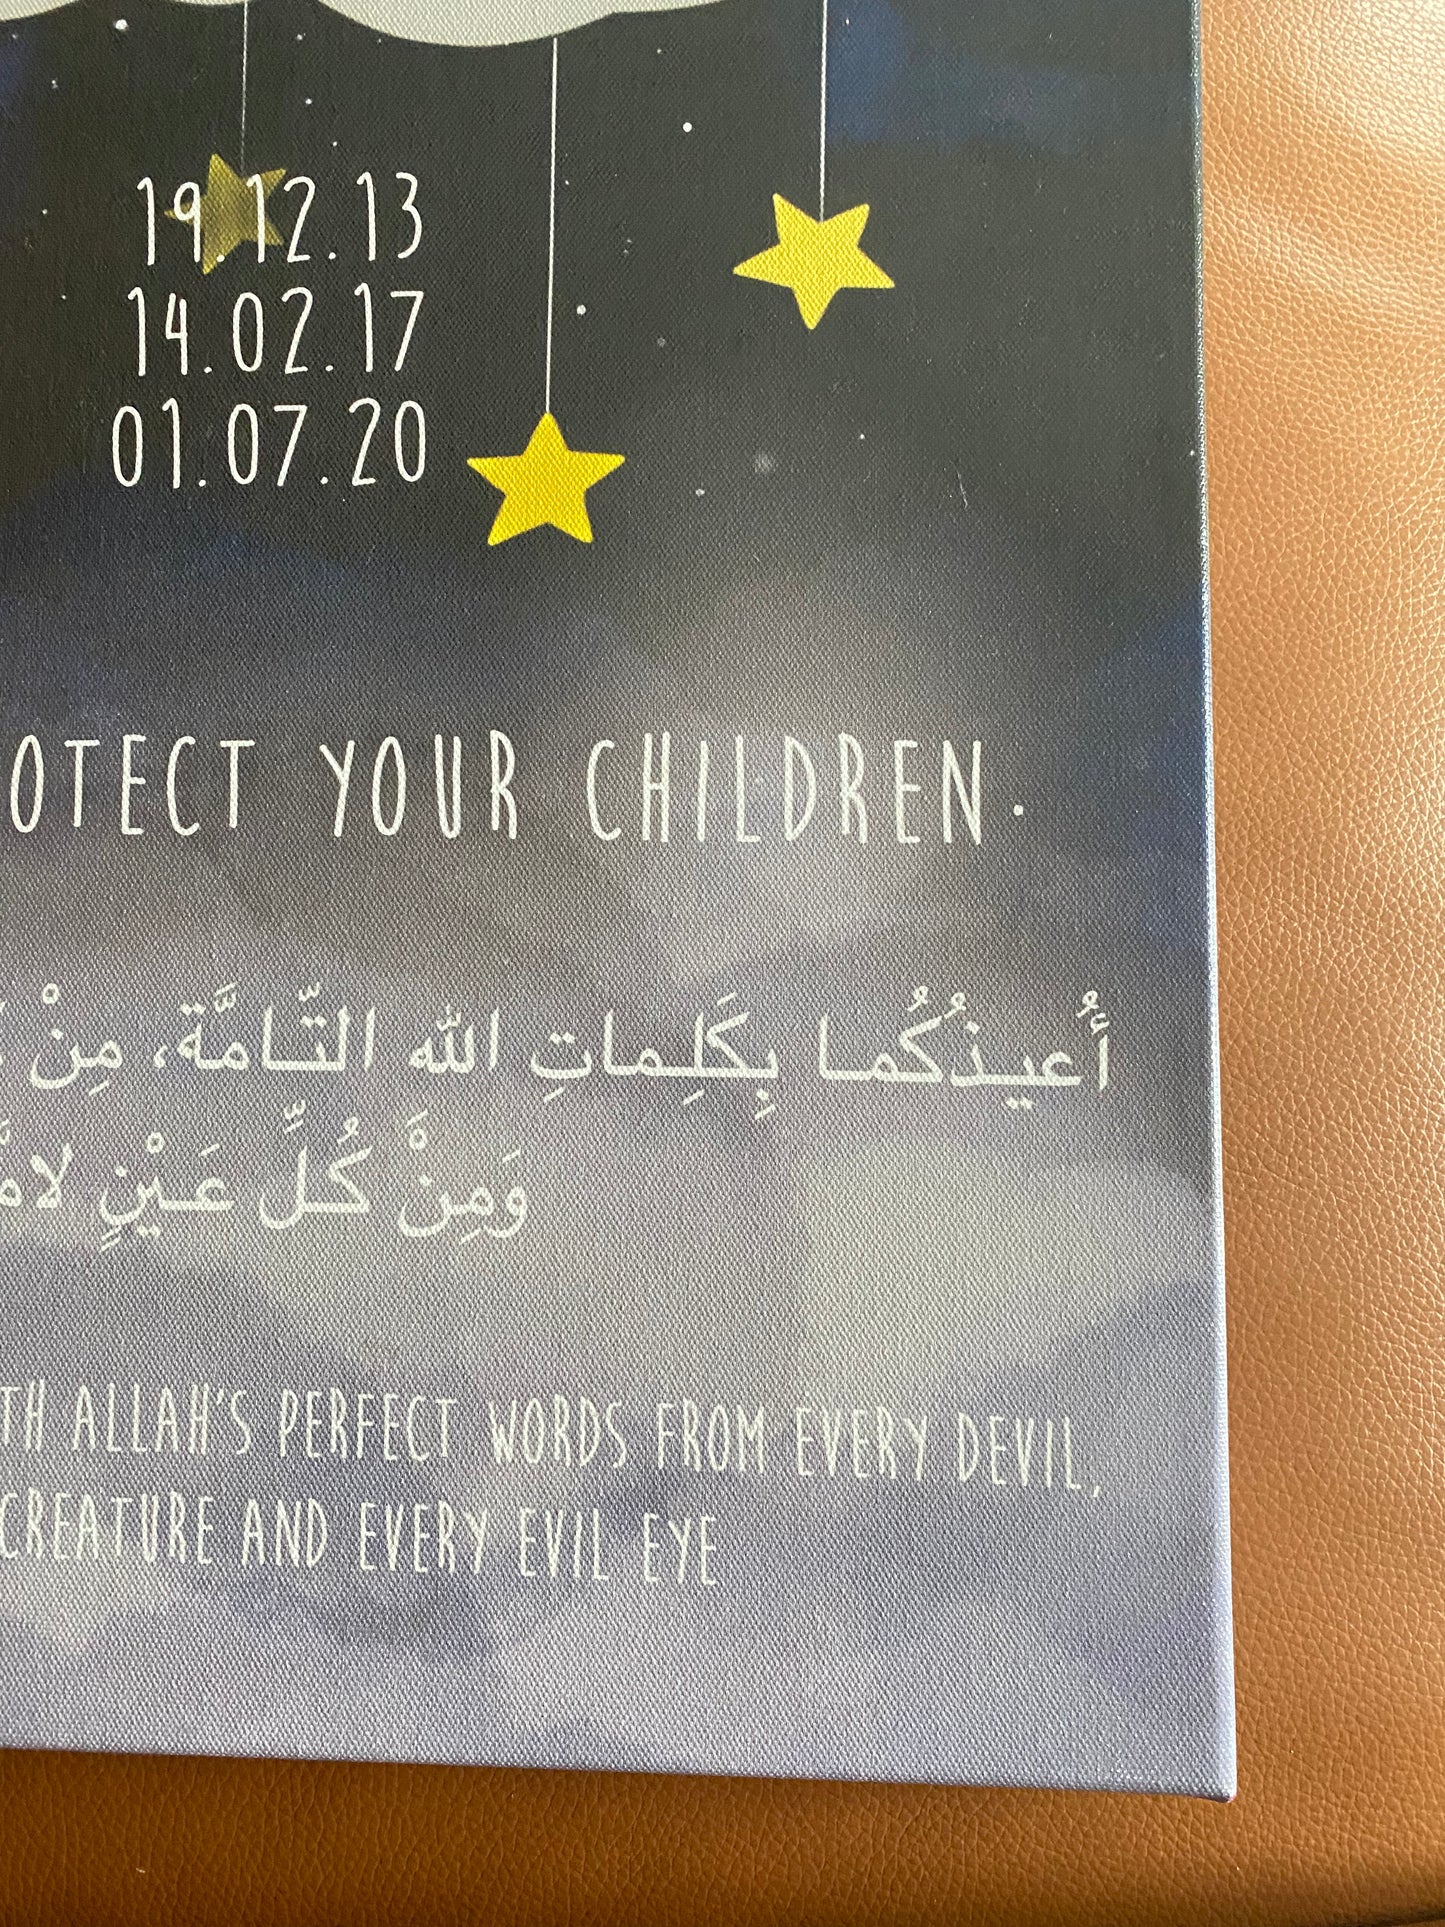 19.12.13
14.02.17
01.07.20
OTECT YOUR CHILDREN.
أُعيذُكُما بِكَلِماتِ الله التّامَّة، مِنْ
وَمِنْ كُلِّ عَيْنٍ
TH ALLAH'S PERFECT WORDS FROM EVERY DEVIL,
CREATURE AND EVERY EVIL EYE